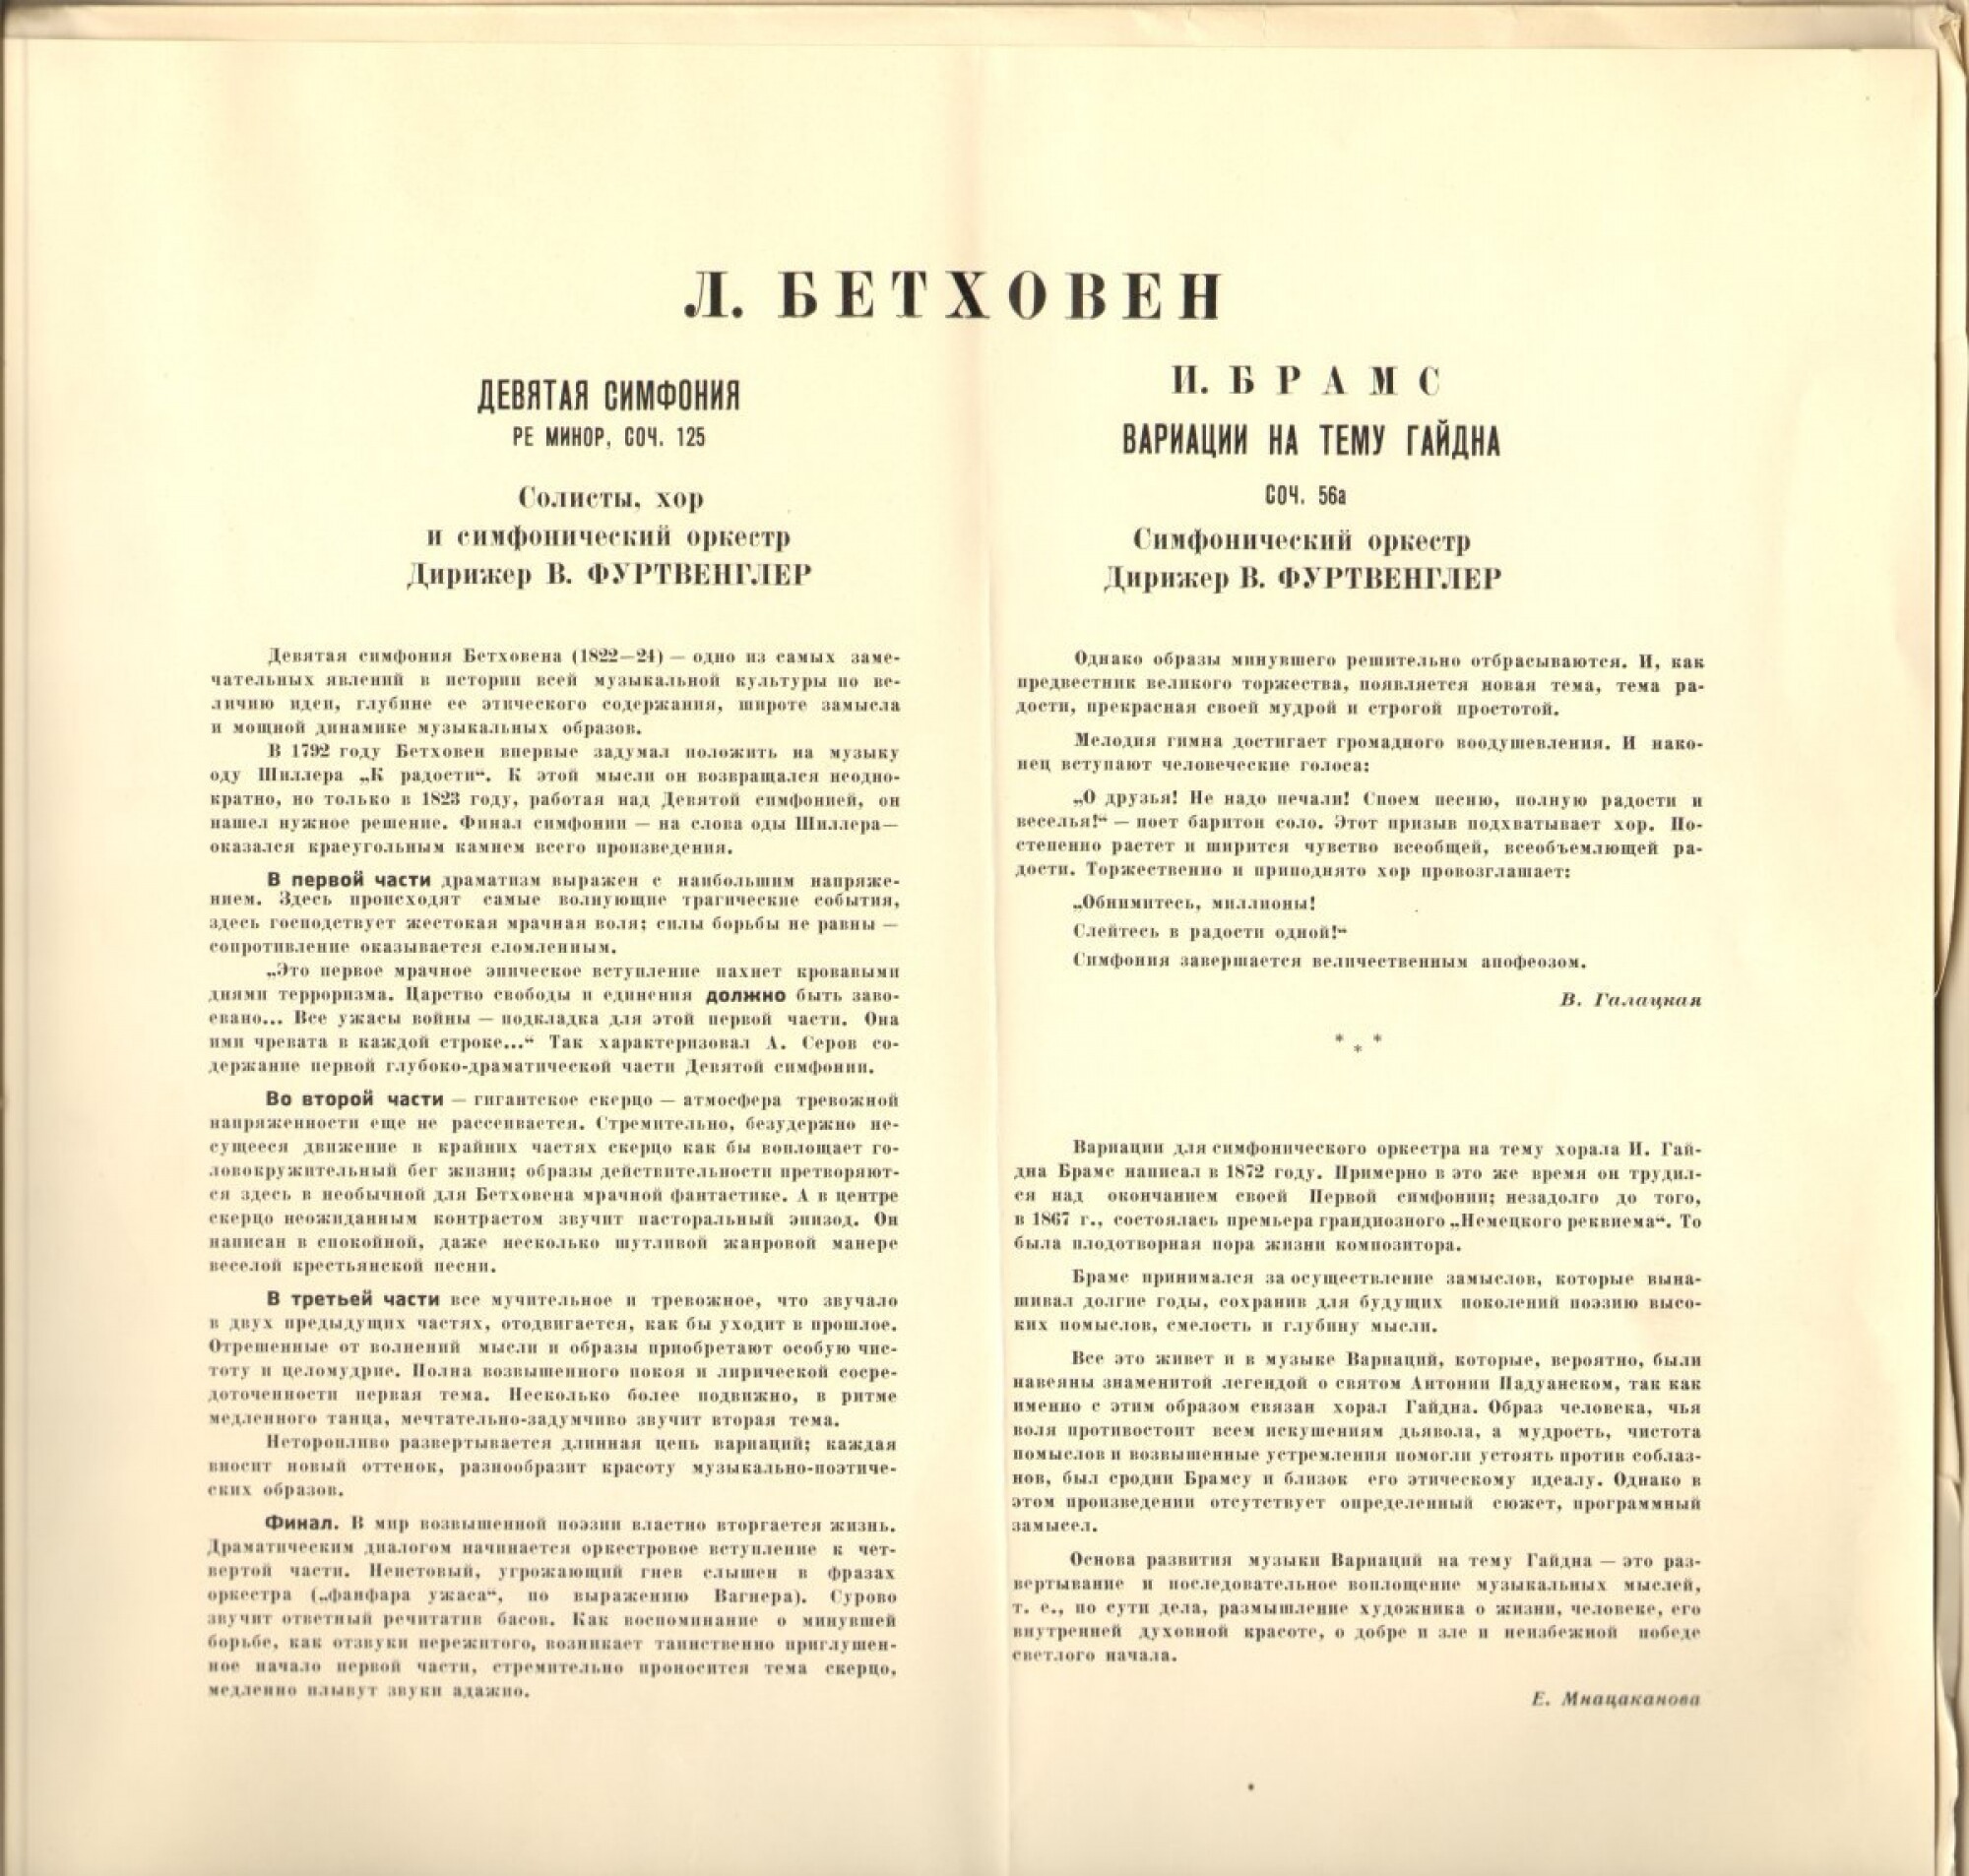 Л. БЕТХОВЕН
ДЕВЯТАЯ СИМФОНИЯ
РЕ МИНОР, СОЧ. 125
Солисты, хор
и симфонический оркестр
Дирижер В. ФУРТВЕНГЛЕР
Девятая симфония Бетховена (1822—24) — одно из самых заме-
чательных явлений в истории всей музыкальной культуры по ве-
личию идеи, глубине ее этического содержания, широте замысла
и мощной динамике музыкальных образов.
В 1792 году Бетховен впервые задумал положить на музыку
оду Шиллера „К радости“. К этой мысли он возвращался неодно-
кратно, но только в 1823 году, работая над Девятой симфонией, он
нашел нужное решение. Финал симфонии — на слова оды Шиллера—
оказался краеугольным камнем всего произведения.
В первой части драматизм выражен с наибольшим напряже-
нием. Здесь происходят самые волнующие трагические события,
здесь господствует жестокая мрачная воля; силы борьбы не равны —
сопротивление оказывается сломленным.
„Это первое мрачное эпическое вступление пахнет кровавыми
днями терроризма. Царство свободы и единения должно быть заво-
евано... Все ужасы войны — подкладка для этой первой части. Она
ими чревата в каждой строке...“ Так характеризовал А. Серов со-
держание первой глубоко-драматической части Девятой симфонии.
Во второй части — гигантское скерцо — атмосфера тревожной
напряженности еще не рассеивается. Стремительно, безудержно не-
сущееся движение в крайних частях скерцо как бы воплощает го-
ловокружительный бег жизни; образы действительности претворяют-
ся здесь в необычной для Бетховена мрачной фантастике. А в центре
скерцо неожиданным контрастом звучит пасторальный эпизод. Он
написан в спокойной, даже несколько шутливой жанровой манере
веселой крестьянской песни.
В третьей части все мучительное и тревожное, что звучало
в двух предыдущих частях, отодвигается, как бы уходит в прошлое.
Отрешенные от волнений мысли и образы приобретают особую чис-
тоту и целомудрие. Полна возвышенного покоя и лирической сосре-
доточенности первая тема. Несколько более подвижно, в ритме
медленного танца, мечтательно-задумчиво звучит вторая тема.
Неторопливо развертывается длинная цепь вариаций; каждая
вносит новый оттенок, разнообразит красоту музыкально-поэтиче-
ских образов.
Финал. В мир возвышенной поэзии властно вторгается жизнь.
Драматическим диалогом начинается оркестровое вступление к чет-
вертой части. Неистовый, угрожающий гнев слышен в фразах
оркестра („фанфара ужаса“, по выражению Вагнера). Сурово
звучит ответный речитатив басов. Как воспоминание о минувшей
борьбе, как отзвуки пережитого, возникает таинственно приглушен-
ное начало первой части, стремительно проносится тема скерцо,
медленно плывут звуки адажио.
И. БРАМС
ВАРИАЦИИ НА ТЕМУ ГАЙДНА
СОЧ. 56а
Симфонический оркестр
Дирижер В. ФУРТВЕНГЛЕР
Однако образы минувшего решительно отбрасываются. И, как
предвестник великого торжества, появляется новая тема, тема ра-
дости, прекрасная своей мудрой и строгой простотой.
Мелодия гимна достигает громадного воодушевления. И нако-
нец вступают человеческие голоса:
„О друзья! Не надо печали! Споем песню, полную радости и
веселья!“ — поет баритон соло. Этот призыв подхватывает хор. По-
степенно растет и ширится чувство всеобщей, всеобъемлющей ра-
дости. Торжественно и приподнято хор провозглашает:
„Обнимитесь, миллионы!
Слейтесь в радости одной!“
Симфония завершается величественным апофеозом.
В. Галацкая
* * *
Вариации для симфонического оркестра на тему хорала И. Гай-
дна Брамс написал в 1872 году. Примерно в это же время он трудил-
ся над окончанием своей Первой симфонии; незадолго до того,
в 1867 г., состоялась премьера грандиозного „Немецкого реквиема“. То
была плодотворная пора жизни композитора.
Брамс принимался за осуществление замыслов, которые вына-
шивал долгие годы, сохранив для будущих поколений поэзию высо-
ких помыслов, смелость и глубину мысли.
Все это живет и в музыке Вариаций, которые, вероятно, были
навеяны знаменитой легендой о святом Антонии Падуанском, так как
именно с этим образом связан хорал Гайдна. Образ человека, чья
воля противостоит всем искушениям дьявола, а мудрость, чистота
помыслов и возвышенные устремления помогли устоять против соблаз-
нов, был сродни Брамсу и близок его этическому идеалу. Однако в
этом произведении отсутствует определенный сюжет, программный
замысел.
Основа развития музыки Вариаций на тему Гайдна — это раз-
вертывание и последовательное воплощение музыкальных мыслей,
т. е., по сути дела, размышление художника о жизни, человеке, его
внутренней духовной красоте, о добре и зле и неизбежной победе
светлого начала.
Е. Мнацаканова